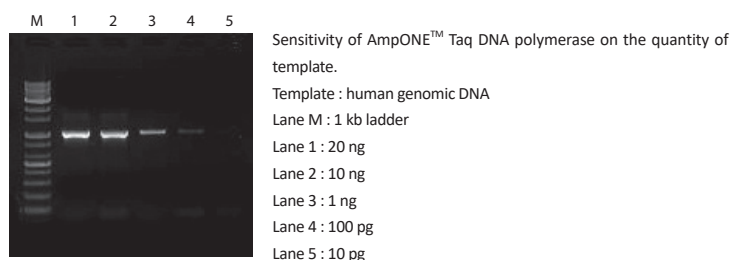 M 1 2 3 4 5
Sensitivity of AmpONE™ Taq DNA polymerase on the quantity of
template.
Template : human genomic DNA
Lane M : 1 kb ladder
Lane 1 : 20 ng
Lane 2 : 10 ng
Lane 3 : 1 ng
Lane 4 : 100 pg
Lane 5 : 10 pg